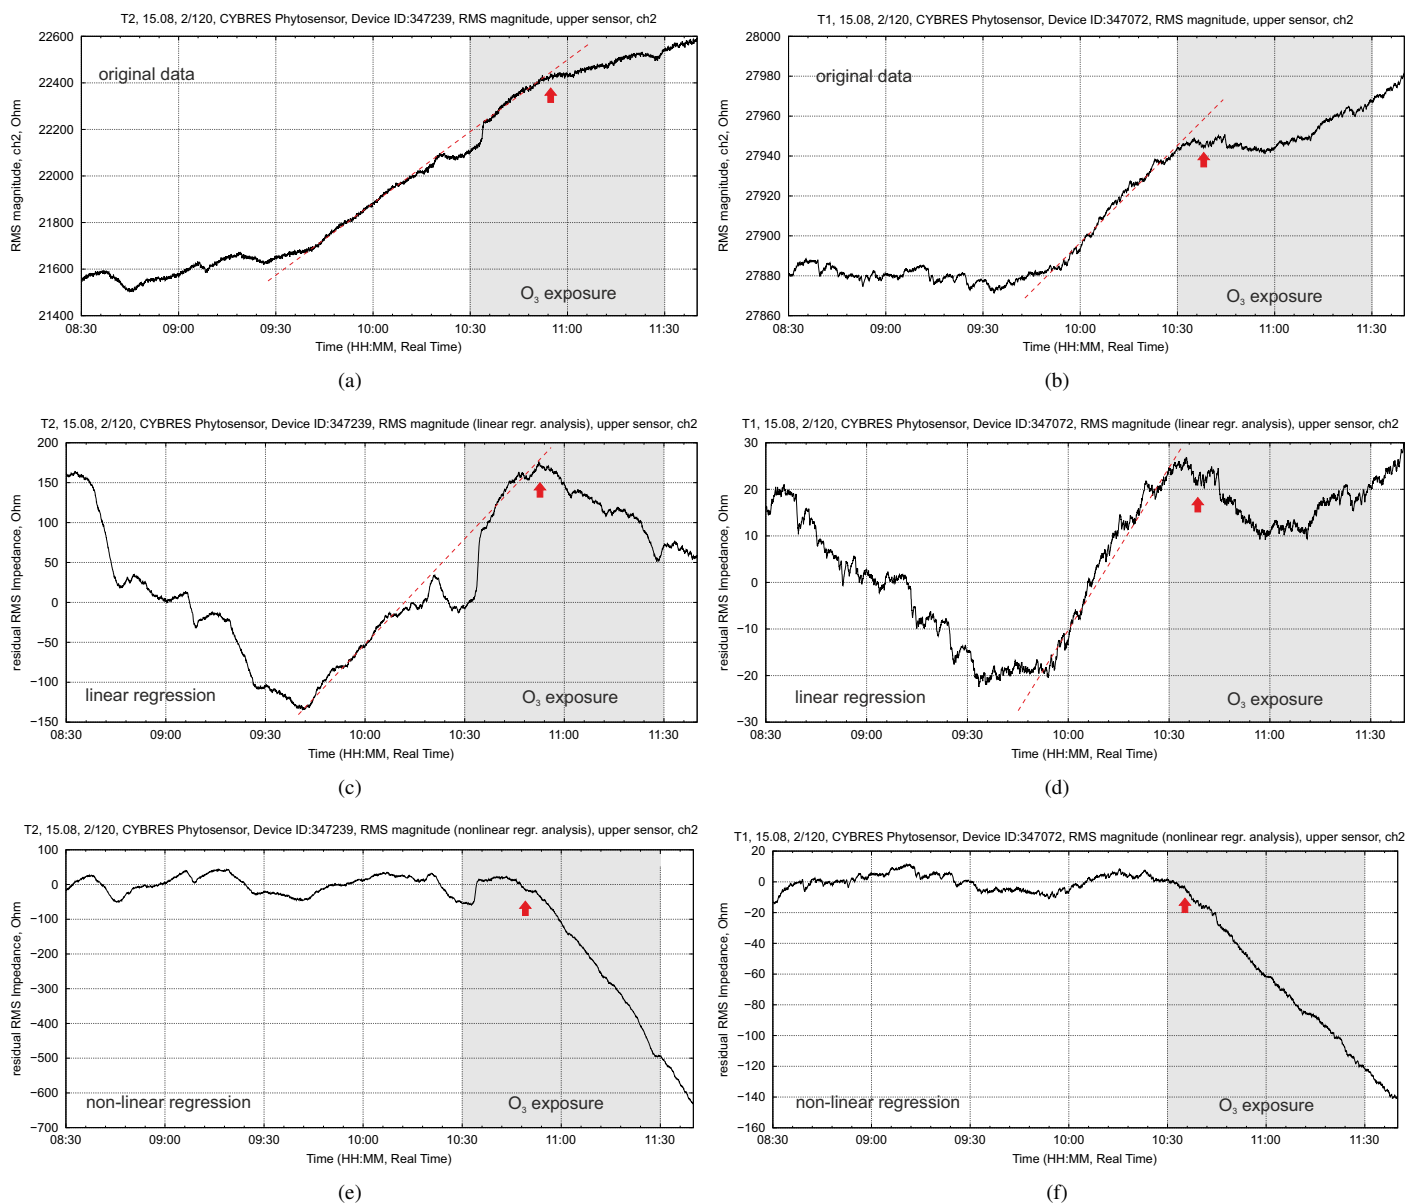 T2, 15.08, 2/120, CYBRES Phytosensor, Device ID:347239, RMS magnitude, upper sensor, ch2
RMS magnitude, ch2, Ohm
22600
22400
22200
22000
21800
21600
21400
original data
O3 exposure
08:30 09:00 09:30 10:00 10:30 11:00 11:30
Time (HH:MM, Real Time)
(a)
T1, 15.08, 2/120, CYBRES Phytosensor, Device ID:347072, RMS magnitude, upper sensor, ch2
RMS magnitude, ch2, Ohm
28000
27980
27960
27940
27920
27900
27880
27860
original data
O3 exposure
08:30 09:00 09:30 10:00 10:30 11:00 11:30
Time (HH:MM, Real Time)
(b)
T2, 15.08, 2/120, CYBRES Phytosensor, Device ID:347239, RMS magnitude (linear regr. analysis), upper sensor, ch2
residual RMS Impedance, Ohm
200
150
100
50
0
−50
−100
−150
linear regression
O3 exposure
08:30 09:00 09:30 10:00 10:30 11:00 11:30
Time (HH:MM, Real Time)
(c)
T1, 15.08, 2/120, CYBRES Phytosensor, Device ID:347072, RMS magnitude (linear regr. analysis), upper sensor, ch2
residual RMS Impedance, Ohm
30
20
10
0
−10
−20
−30
linear regression
O3 exposure
08:30 09:00 09:30 10:00 10:30 11:00 11:30
Time (HH:MM, Real Time)
(d)
T2, 15.08, 2/120, CYBRES Phytosensor, Device ID:347239, RMS magnitude (nonlinear regr. analysis), upper sensor, ch2
residual RMS Impedance, Ohm
100
0
−100
−200
−300
−400
−500
−600
−700
non-linear regression
O3 exposure
08:30 09:00 09:30 10:00 10:30 11:00 11:30
Time (HH:MM, Real Time)
(e)
T1, 15.08, 2/120, CYBRES Phytosensor, Device ID:347072, RMS magnitude (nonlinear regr. analysis), upper sensor, ch2
residual RMS Impedance, Ohm
20
0
−20
−40
−60
−80
−100
−120
−140
−160
non-linear regression
O3 exposure
08:30 09:00 09:30 10:00 10:30 11:00 11:30
Time (HH:MM, Real Time)
(f)